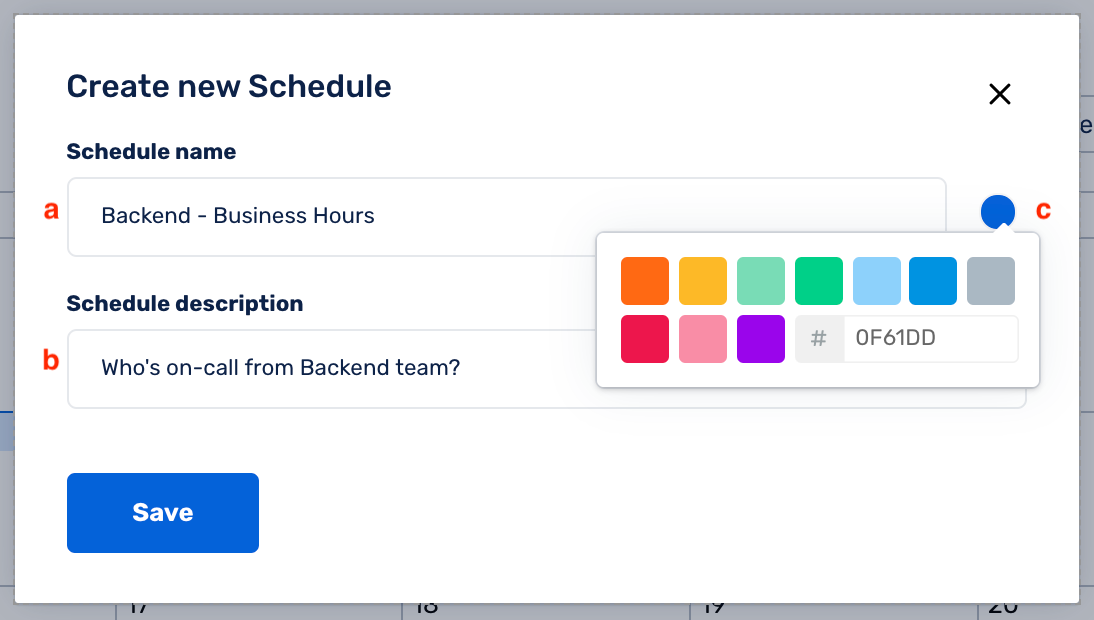 Create new Schedule
e
Schedule name
a
Backend - Business Hours
c
Schedule description
# 0F61DD
b
Who's on-call from Backend team?
Save
17 18 19 20